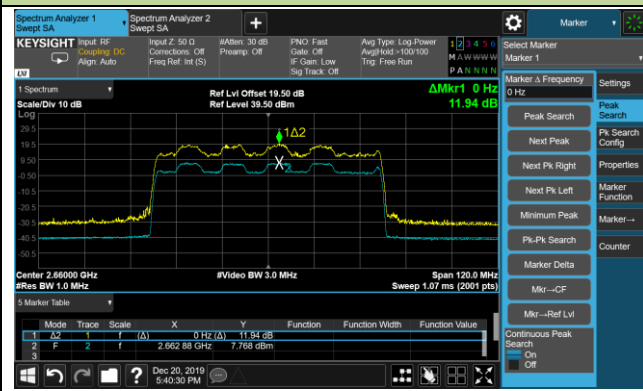 Spectrum Analyzer 1
Swept SA
Spectrum Analyzer 2
Swept SA
+
Marker
KEYSIGHT
Input: RF
Coupling: DC
Align: Auto
Input Z: 50 Ω
Corrections: Off
Freq Ref: Int (S)
#Atten: 30 dB
Preamp: Off
PNO: Fast
Gate: Off
IF Gain: Low
Sig Track: Off
Avg Type: Log-Power
Avg|Hold:>100/100
Trig: Free Run
1 2 3 4 5 6
M A W W W W
P A N N N N
LXI
Select Marker
Marker 1
Marker Δ Frequency
0 Hz
Peak Search
Next Peak
Next Pk Right
Next Pk Left
Minimum Peak
Pk-Pk Search
Marker Delta
Mkr→CF
Mkr→Ref Lvl
Continuous Peak
Search
On
Off
Settings
Peak
Search
Pk Search
Config
Properties
Marker
Function
Marker→
Counter
1 Spectrum
Scale/Div 10 dB
Log
Ref Lvl Offset 19.50 dB
Ref Level 39.50 dBm
ΔMkr1 0 Hz
11.94 dB
1Δ2
X2
29.5
19.5
9.50
-0.50
-10.5
-20.5
-30.5
-40.5
-50.5
Center 2.66000 GHz
#Res BW 1.0 MHz
#Video BW 3.0 MHz
Span 120.0 MHz
Sweep 1.07 ms (2001 pts)
5 Marker Table
Mode Trace Scale X Y Function Function Width Function Value
1 Δ2 1 f (Δ) 0 Hz (Δ) 11.94 dB
2 F 2 f 2.662 88 GHz 7.768 dBm
3
?
Dec 20, 2019
5:40:30 PM